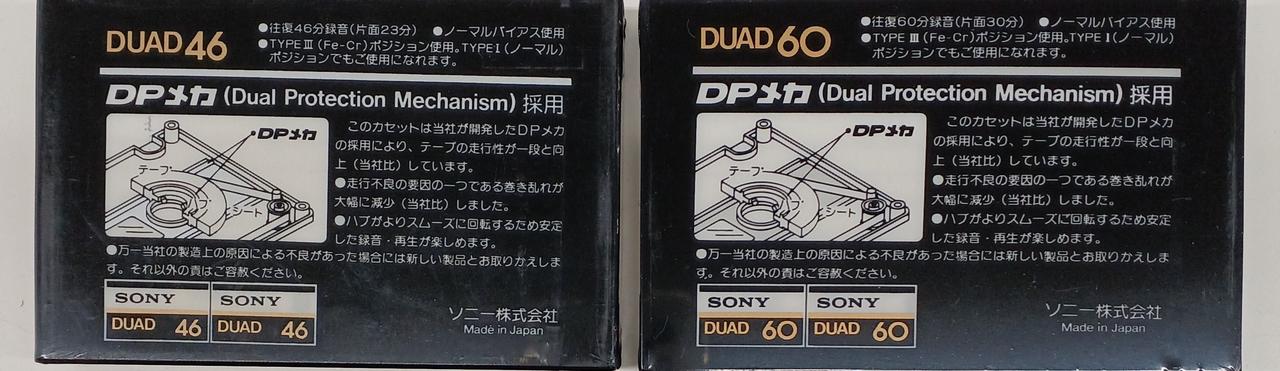 DUAD 46
●往復46分録音(片面23分) ●ノーマルバイアス使用
●TYPE Ⅲ (Fe-Cr)ポジション使用。TYPE Ⅰ (ノーマル)
ポジションでもご使用になれます。
DPメカ (Dual Protection Mechanism) 採用
DPメカ
テープ
シート
このカセットは当社が開発したDPメカ
の採用により、テープの走行性が一段と向
上(当社比)しています。
●走行不良の要因の一つである巻き乱れが
大幅に減少(当社比)しました。
●ハブがよりスムーズに回転するため安定
した録音・再生が楽しめます。
●万一当社の製造上の原因による不良があった場合には新しい製品とお取りかえしま
す。それ以外の責はご容赦ください。
SONY SONY
DUAD 46 DUAD 46
ソニー株式会社
Made in Japan
DUAD 60
●往復60分録音(片面30分) ●ノーマルバイアス使用
●TYPE Ⅲ (Fe-Cr)ポジション使用。TYPE Ⅰ (ノーマル)
ポジションでもご使用になれます。
DPメカ (Dual Protection Mechanism) 採用
DPメカ
テープ
シート
このカセットは当社が開発したDPメカ
の採用により、テープの走行性が一段と向
上(当社比)しています。
●走行不良の要因の一つである巻き乱れが
大幅に減少(当社比)しました。
●ハブがよりスムーズに回転するため安定
した録音・再生が楽しめます。
●万一当社の製造上の原因による不良があった場合には新しい製品とお取りかえしま
す。それ以外の責はご容赦ください。
SONY SONY
DUAD 60 DUAD 60
ソニー株式会社
Made in Japan